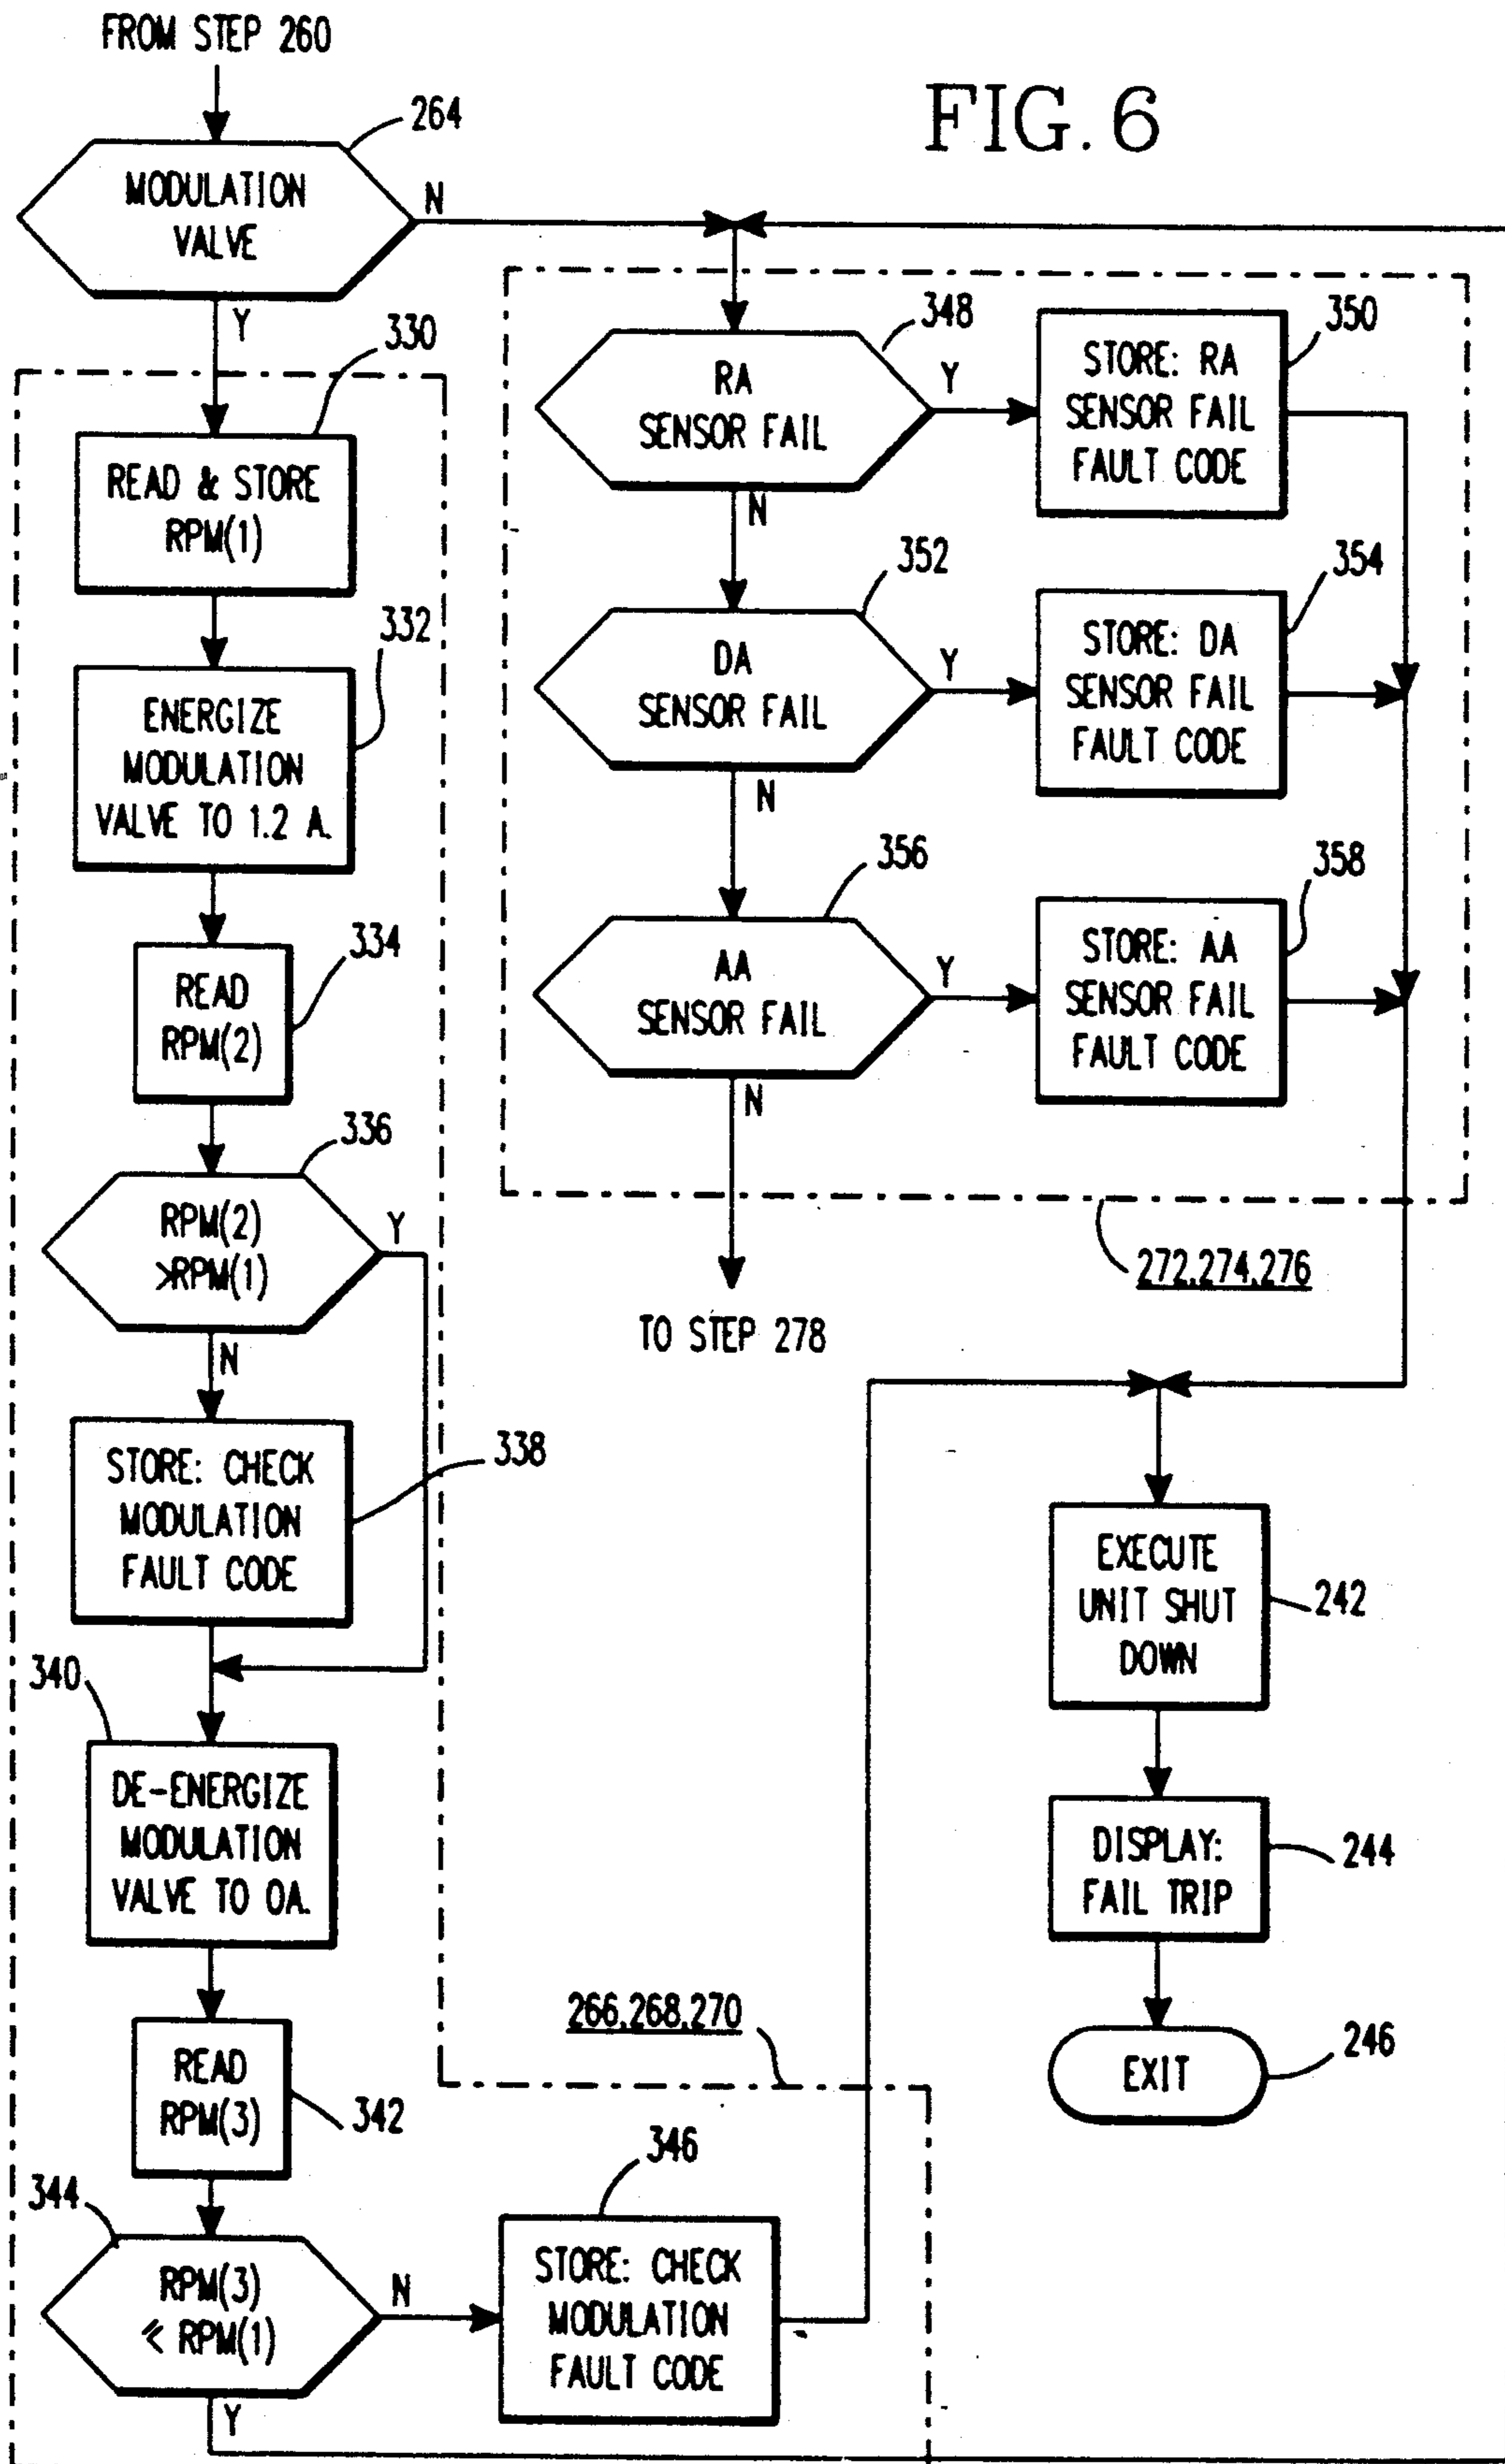 FROM STEP 260
FIG. 6
264
MODULATION
VALVE
N
Y
330
READ & STORE
RPM(1)
332
ENERGIZE
MODULATION
VALVE TO 1.2 A.
334
READ
RPM(2)
336
RPM(2)
>RPM(1)
Y
N
STORE: CHECK
MODULATION
FAULT CODE
338
340
DE-ENERGIZE
MODULATION
VALVE TO OA.
READ
RPM(3)
342
344
RPM(3)
⩽ RPM(1)
N
Y
346
STORE: CHECK
MODULATION
FAULT CODE
266,268,270
348
RA
SENSOR FAIL
Y
N
350
STORE: RA
SENSOR FAIL
FAULT CODE
352
DA
SENSOR FAIL
Y
N
354
STORE: DA
SENSOR FAIL
FAULT CODE
356
AA
SENSOR FAIL
Y
N
358
STORE: AA
SENSOR FAIL
FAULT CODE
272,274,276
TO STEP 278
EXECUTE
UNIT SHUT
DOWN
242
DISPLAY:
FAIL TRIP
244
EXIT
246